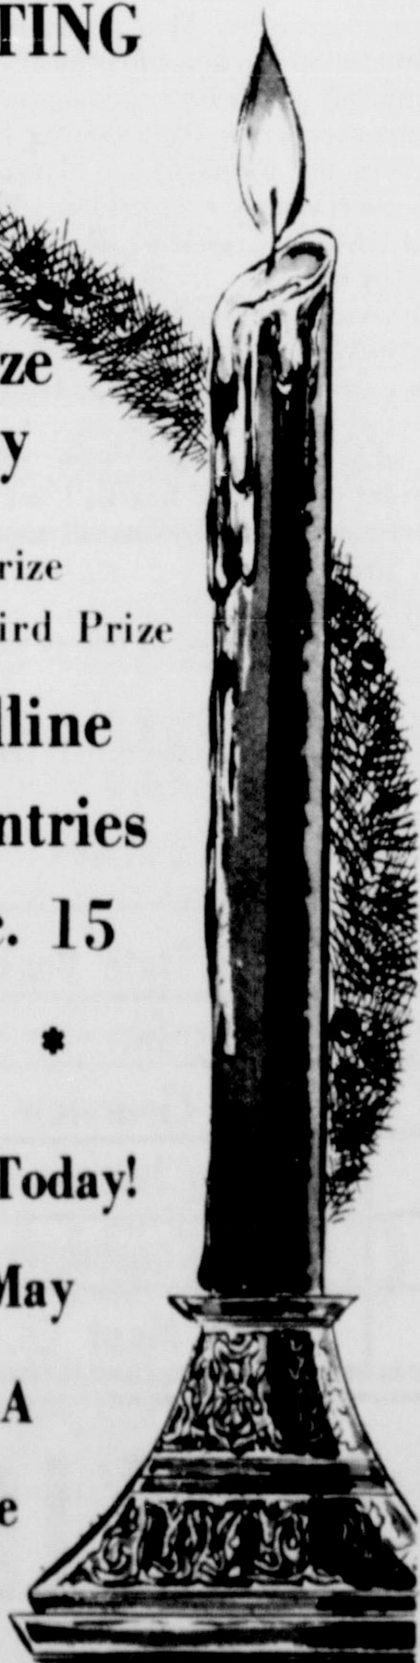 TING
ze
y
rize
ird Prize
lline
ntries
c. 15
*
Today!
May
A
e